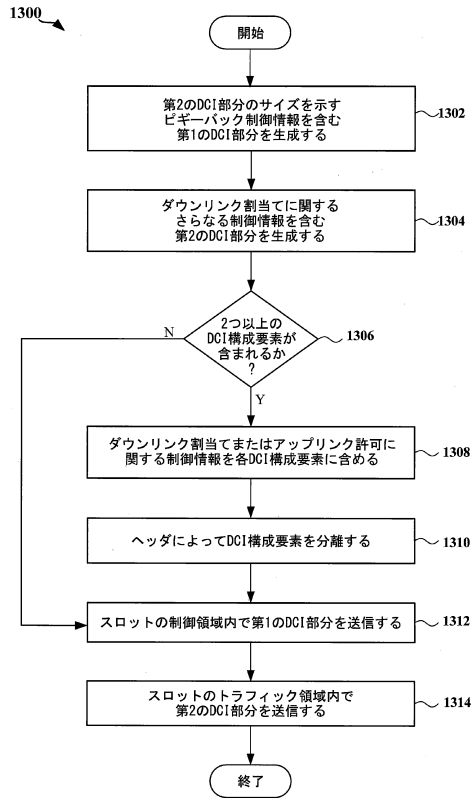 1300
開始
第2のDCI部分のサイズを示す
ピギーバック制御情報を含む
第1のDCI部分を生成する
1302
ダウンリンク割当てに関する
さらなる制御情報を含む
第2のDCI部分を生成する
1304
2つ以上の
DCI構成要素が
含まれるか
?
1306
N
Y
ダウンリンク割当てまたはアップリンク許可に
関する制御情報を各DCI構成要素に含める
1308
ヘッダによってDCI構成要素を分離する
1310
スロットの制御領域内で第1のDCI部分を送信する
1312
スロットのトラフィック領域内で
第2のDCI部分を送信する
1314
終了